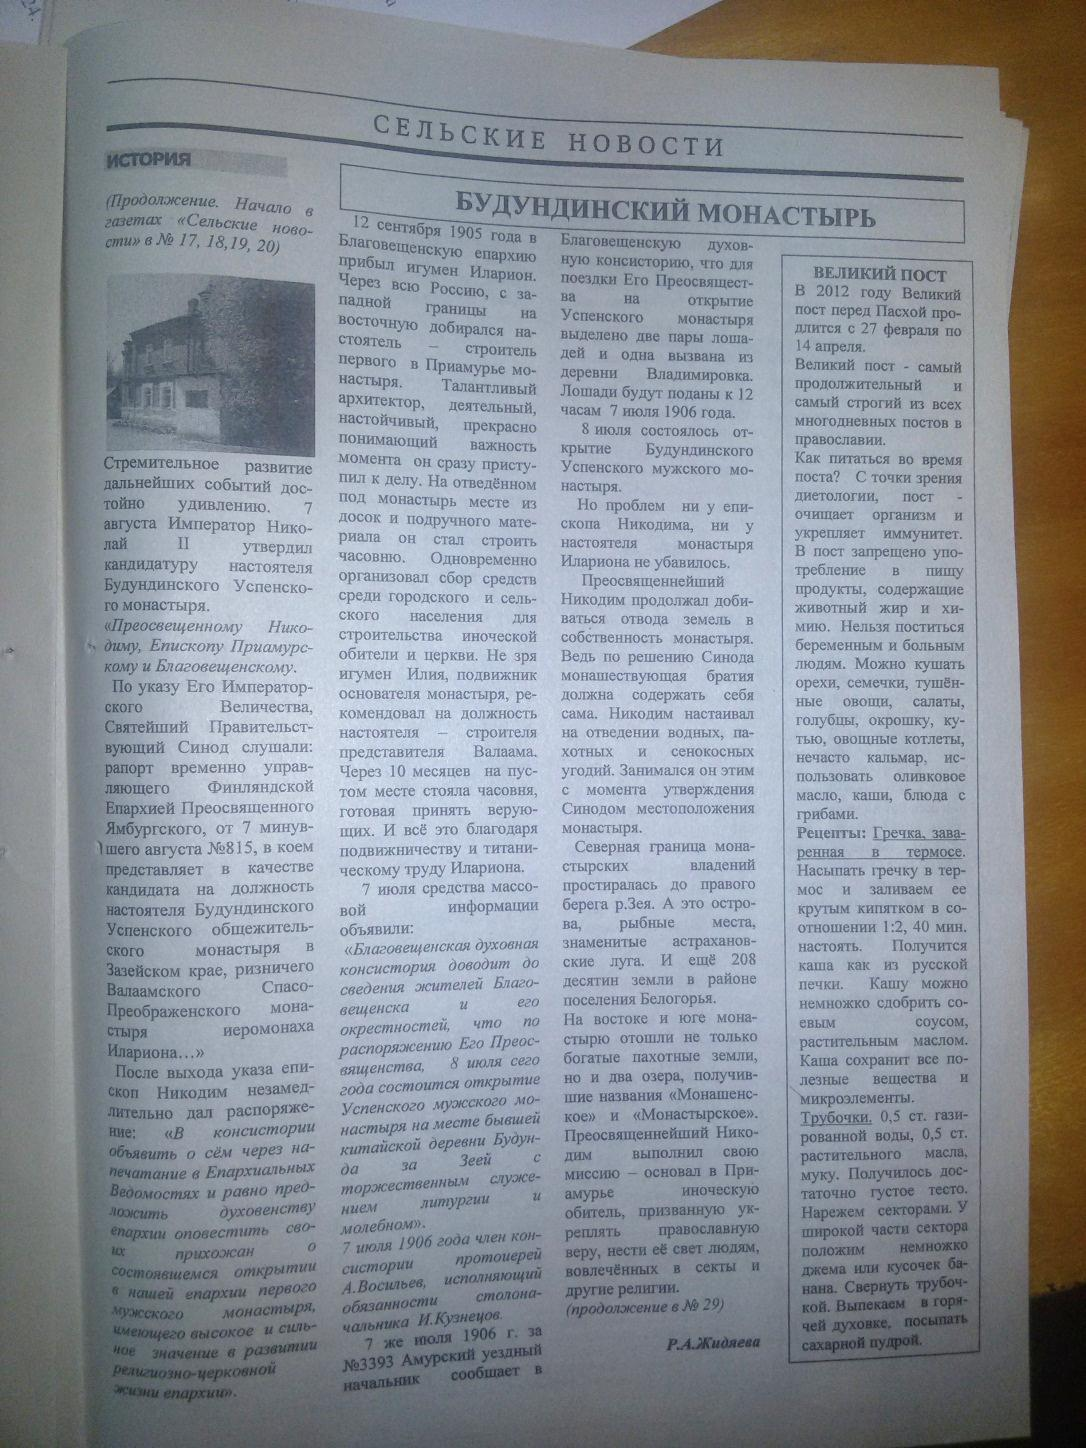 СЕЛЬСКИЕ НОВОСТИ
ИСТОРИЯ
БУДУНДИНСКИЙ МОНАСТЫРЬ
(Продолжение. Начало в
газетах «Сельские ново-
сти» в № 17, 18,19, 20)
Стремительное развитие
дальнейших событий дос-
тойно удивлению. 7
августа Император Нико-
лай II утвердил
кандидатуру настоятеля
Будундинского Успенско-
го монастыря.
«Преосвещенному Нико-
диму, Епископу Приамурс-
кому и Благовещенскому.
По указу Его Император-
ского Величества,
Святейший Правительст-
вующий Синод слушали:
рапорт временно управ-
ляющего Финляндской
Епархией Преосвященного
Ямбургского, от 7 минув-
шего августа №815, в коем
представляет в качестве
кандидата на должность
настоятеля Будундинского
Успенского общежитель-
ского монастыря в
Зазейском крае, ризничего
Валаамского Спасо-
Преображенского мона-
стыря иеромонаха
Илариона…»
После выхода указа епи-
скоп Никодим незамед-
лительно дал распоряже-
ние: «В консистории
объявить о сём через на-
печатание в Епархиальных
Ведомостях и равно пред-
ложить духовенству
епархии оповестить сво-
их прихожан о
состоявшемся открытии
в нашей епархии первого
мужского монастыря,
имеющего высокое и силь-
ное значение в развитии
религиозно-церковной
жизни епархии».
12 сентября 1905 года в
Благовещенскую епархию
прибыл игумен Иларион.
Через всю Россию, с за-
падной границы на
восточную добирался на-
стоятель – строитель
первого в Приамурье мо-
настыря. Талантливый
архитектор, деятельный,
настойчивый, прекрасно
понимающий важность
момента он сразу присту-
пил к делу. На отведённом
под монастырь месте из
досок и подручного мате-
риала он стал строить
часовню. Одновременно
организовал сбор средств
среди городского и сель-
ского населения для
строительства иноческой
обители и церкви. Не зря
игумен Илия, подвижник
основателя монастыря, ре-
комендовал на должность
настоятеля – строителя
представителя Валаама.
Через 10 месяцев на пус-
том месте стояла часовня,
готовая принять верую-
щих. И всё это благодаря
подвижничеству и титани-
ческому труду Илариона.
7 июля средства массо-
вой информации
объявили:
«Благовещенская духовная
консистория доводит до
сведения жителей Благо-
вещенска и его
окрестностей, что по
распоряжению Его Преос-
вященства, 8 июля сего
года состоится открытие
Успенского мужского мо-
настыря на месте бывшей
китайской деревни Будун-
да за Зеей с
торжественным служе-
нием литургии и
молебном».
7 июля 1906 года член кон-
систории протоиерей
А.Восильев, исполняющий
обязанности столона-
чальника И.Кузнецов.
7 же июля 1906 г. за
№3393 Амурский уездный
начальник сообщает в
Благовещенскую духов-
ную консисторию, что для
поездки Его Преосвящест-
ва на открытие
Успенского монастыря
выделено две пары лоша-
дей и одна вызвана из
деревни Владимировка.
Лошади будут поданы к 12
часам 7 июля 1906 года.
8 июля состоялось от-
крытие Будундинского
Успенского мужского мо-
настыря.
Но проблем ни у епи-
скопа Никодима, ни у
настоятеля монастыря
Илариона не убавилось.
Преосвященнейший
Никодим продолжал доби-
ваться отвода земель в
собственность монастыря.
Ведь по решению Синода
монашествующая братия
должна содержать себя
сама. Никодим настаивал
на отведении водных, па-
хотных и сенокосных
угодий. Занимался он этим
с момента утверждения
Синодом местоположения
монастыря.
Северная граница мона-
стырских владений
простиралась до правого
берега р.Зея. А это остро-
ва, рыбные места,
знаменитые астраханов-
ские луга. И ещё 208
десятин земли в районе
поселения Белогорья.
На востоке и юге мона-
стырю отошли не только
богатые пахотные земли,
но и два озера, получив-
шие названия «Монашенс-
кое» и «Монастырское».
Преосвященнейший Нико-
дим выполнил свою
миссию – основал в При-
амурье иноческую
обитель, призванную ук-
реплять православную
веру, нести её свет людям,
вовлечённых в секты и
другие религии.
(продолжение в № 29)
Р.А.Жидяева
ВЕЛИКИЙ ПОСТ
В 2012 году Великий
пост перед Пасхой про-
длится с 27 февраля по
14 апреля.
Великий пост - самый
продолжительный и
самый строгий из всех
многодневных постов в
православии.
Как питаться во время
поста? С точки зрения
диетологии, пост -
очищает организм и
укрепляет иммунитет.
В пост запрещено упо-
требление в пищу
продукты, содержащие
животный жир и хи-
мию. Нельзя поститься
беременным и больным
людям. Можно кушать
орехи, семечки, тушён-
ные овощи, салаты,
голубцы, окрошку, ку-
тью, овощные котлеты,
нечасто кальмар, ис-
пользовать оливковое
масло, каши, блюда с
грибами.
Рецепты: Гречка, зава-
ренная в термосе.
Насыпать гречку в тер-
мос и заливаем ее
крутым кипятком в со-
отношении 1:2, 40 мин.
настоять. Получится
каша как из русской
печки. Кашу можно
немножко сдобрить со-
евым соусом,
растительным маслом.
Каша сохранит все по-
лезные вещества и
микроэлементы.
Трубочки. 0,5 ст. гази-
рованной воды, 0,5 ст.
растительного масла,
муку. Получилось дос-
таточно густое тесто.
Нарежем секторами. У
широкой части сектора
положим немножко
джема или кусочек ба-
нана. Свернуть трубоч-
кой. Выпекаем в горя-
чей духовке, посыпать
сахарной пудрой.